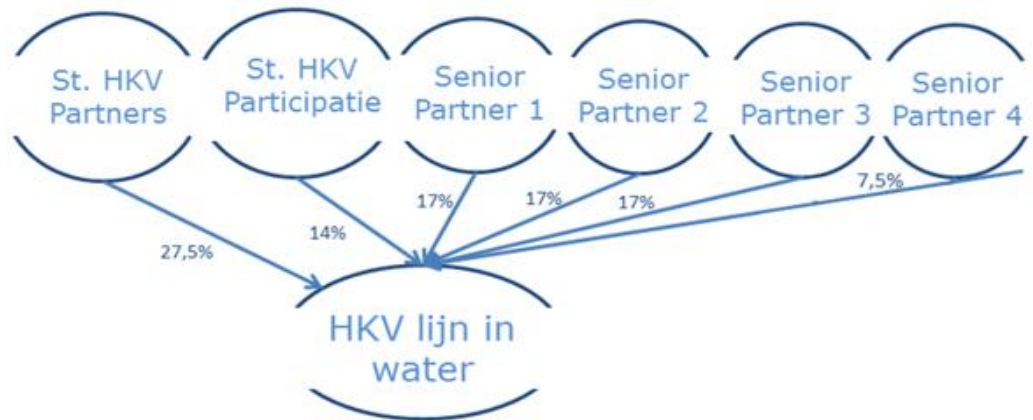 St. HKV
Partners
St. HKV
Participatie
Senior
Partner 1
Senior
Partner 2
Senior
Partner 3
Senior
Partner 4
27,5%
14%
17%
17%
17%
7,5%
HKV lijn in
water